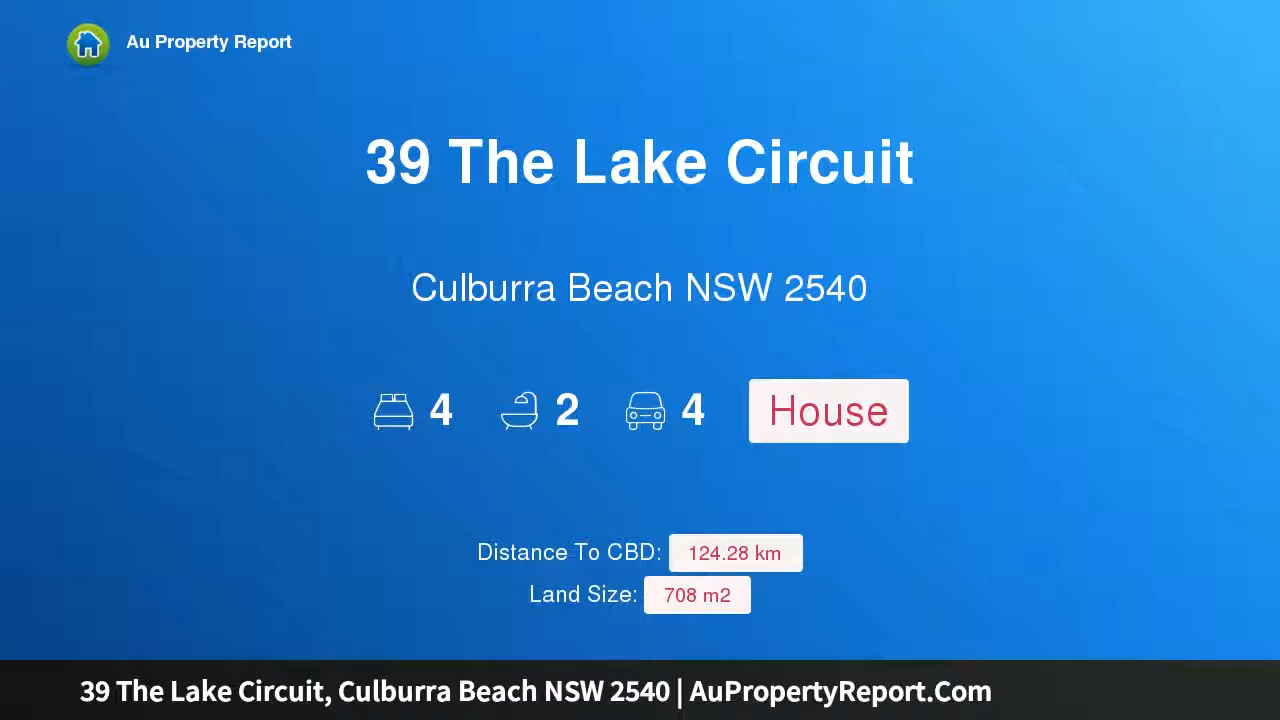 Au Property Report
39 The Lake Circuit
Culburra Beach NSW 2540
4 2 4 House
Distance To CBD: 124.28 km
Land Size: 708 m2
39 The Lake Circuit, Culburra Beach NSW 2540 | AuPropertyReport.Com